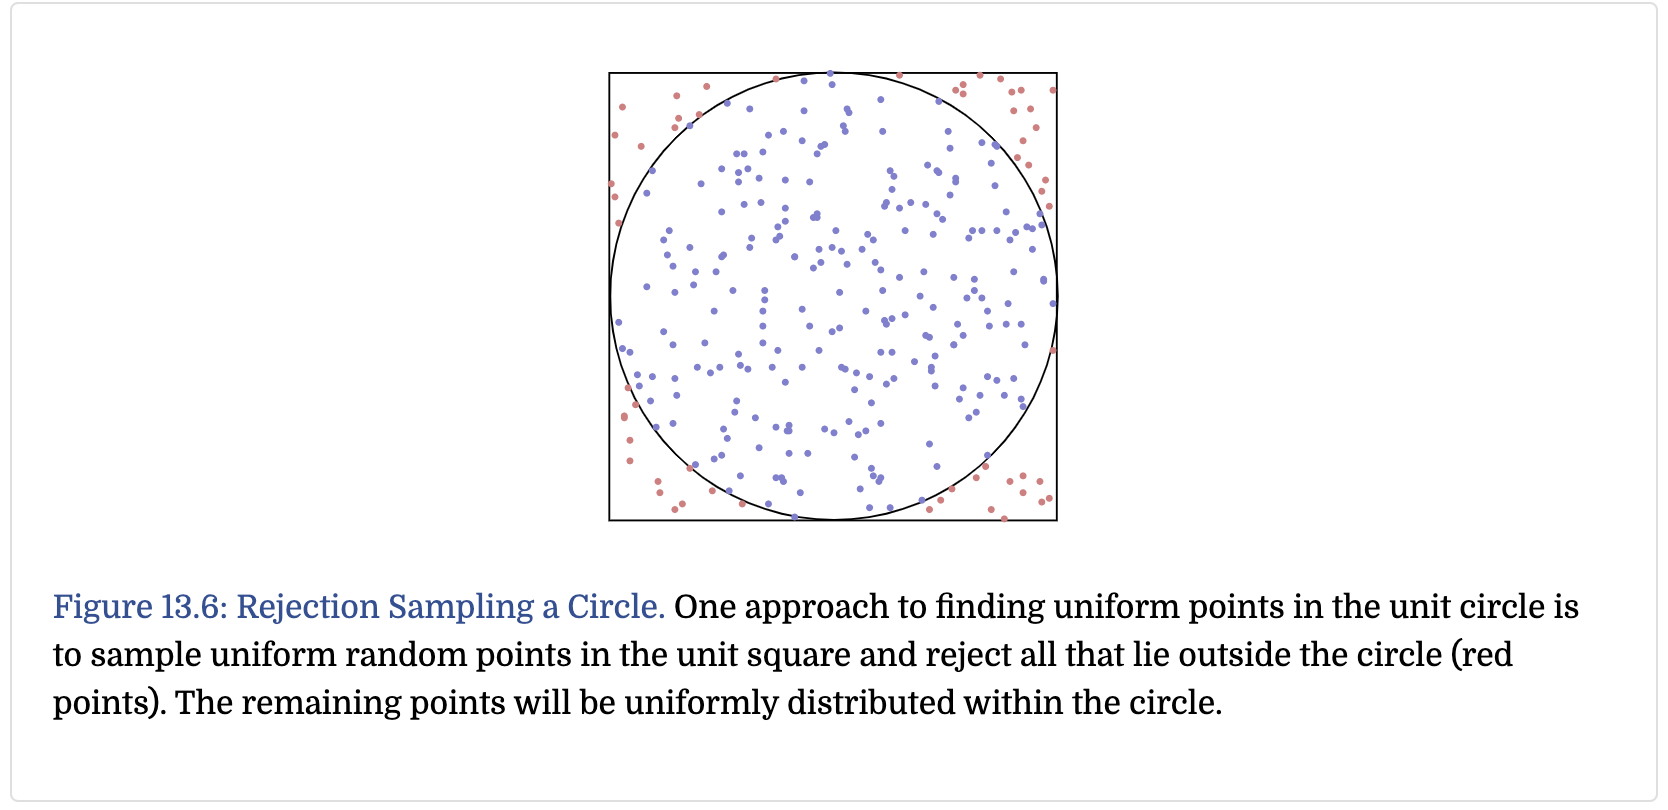 Figure 13.6: Rejection Sampling a Circle. One approach to finding uniform points in the unit circle is
to sample uniform random points in the unit square and reject all that lie outside the circle (red
points). The remaining points will be uniformly distributed within the circle.